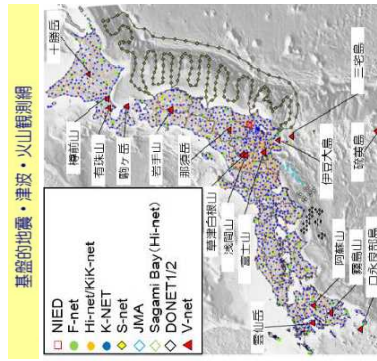 基盤的地震・津波・火山観測網
NIED
F-net
Hi-net/KiK-net
K-NET
S-net
JMA
Sagami Bay(Hi-net)
DONET1/2
V-net
十勝岳
樽前山
有珠山
駒ヶ岳
岩手山
那須岳
草津白根山
浅間山
富士山
三宅島
伊豆大島
硫黄島
雲仙岳
阿蘇山
霧島山
口永良部島